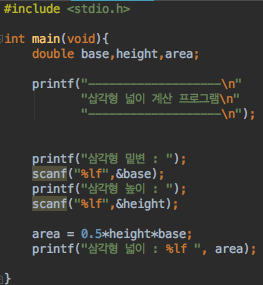 #include <stdio.h>
int main(void){
double base,height,area;
printf("---------------------\n"
"삼각형 넓이 계산 프로그램\n"
"---------------------\n");
printf("삼각형 밑변 : ");
scanf("%lf",&base);
printf("삼각형 높이 : ");
scanf("%lf",&height);
area = 0.5*height*base;
printf("삼각형 넓이 : %lf ", area);
}